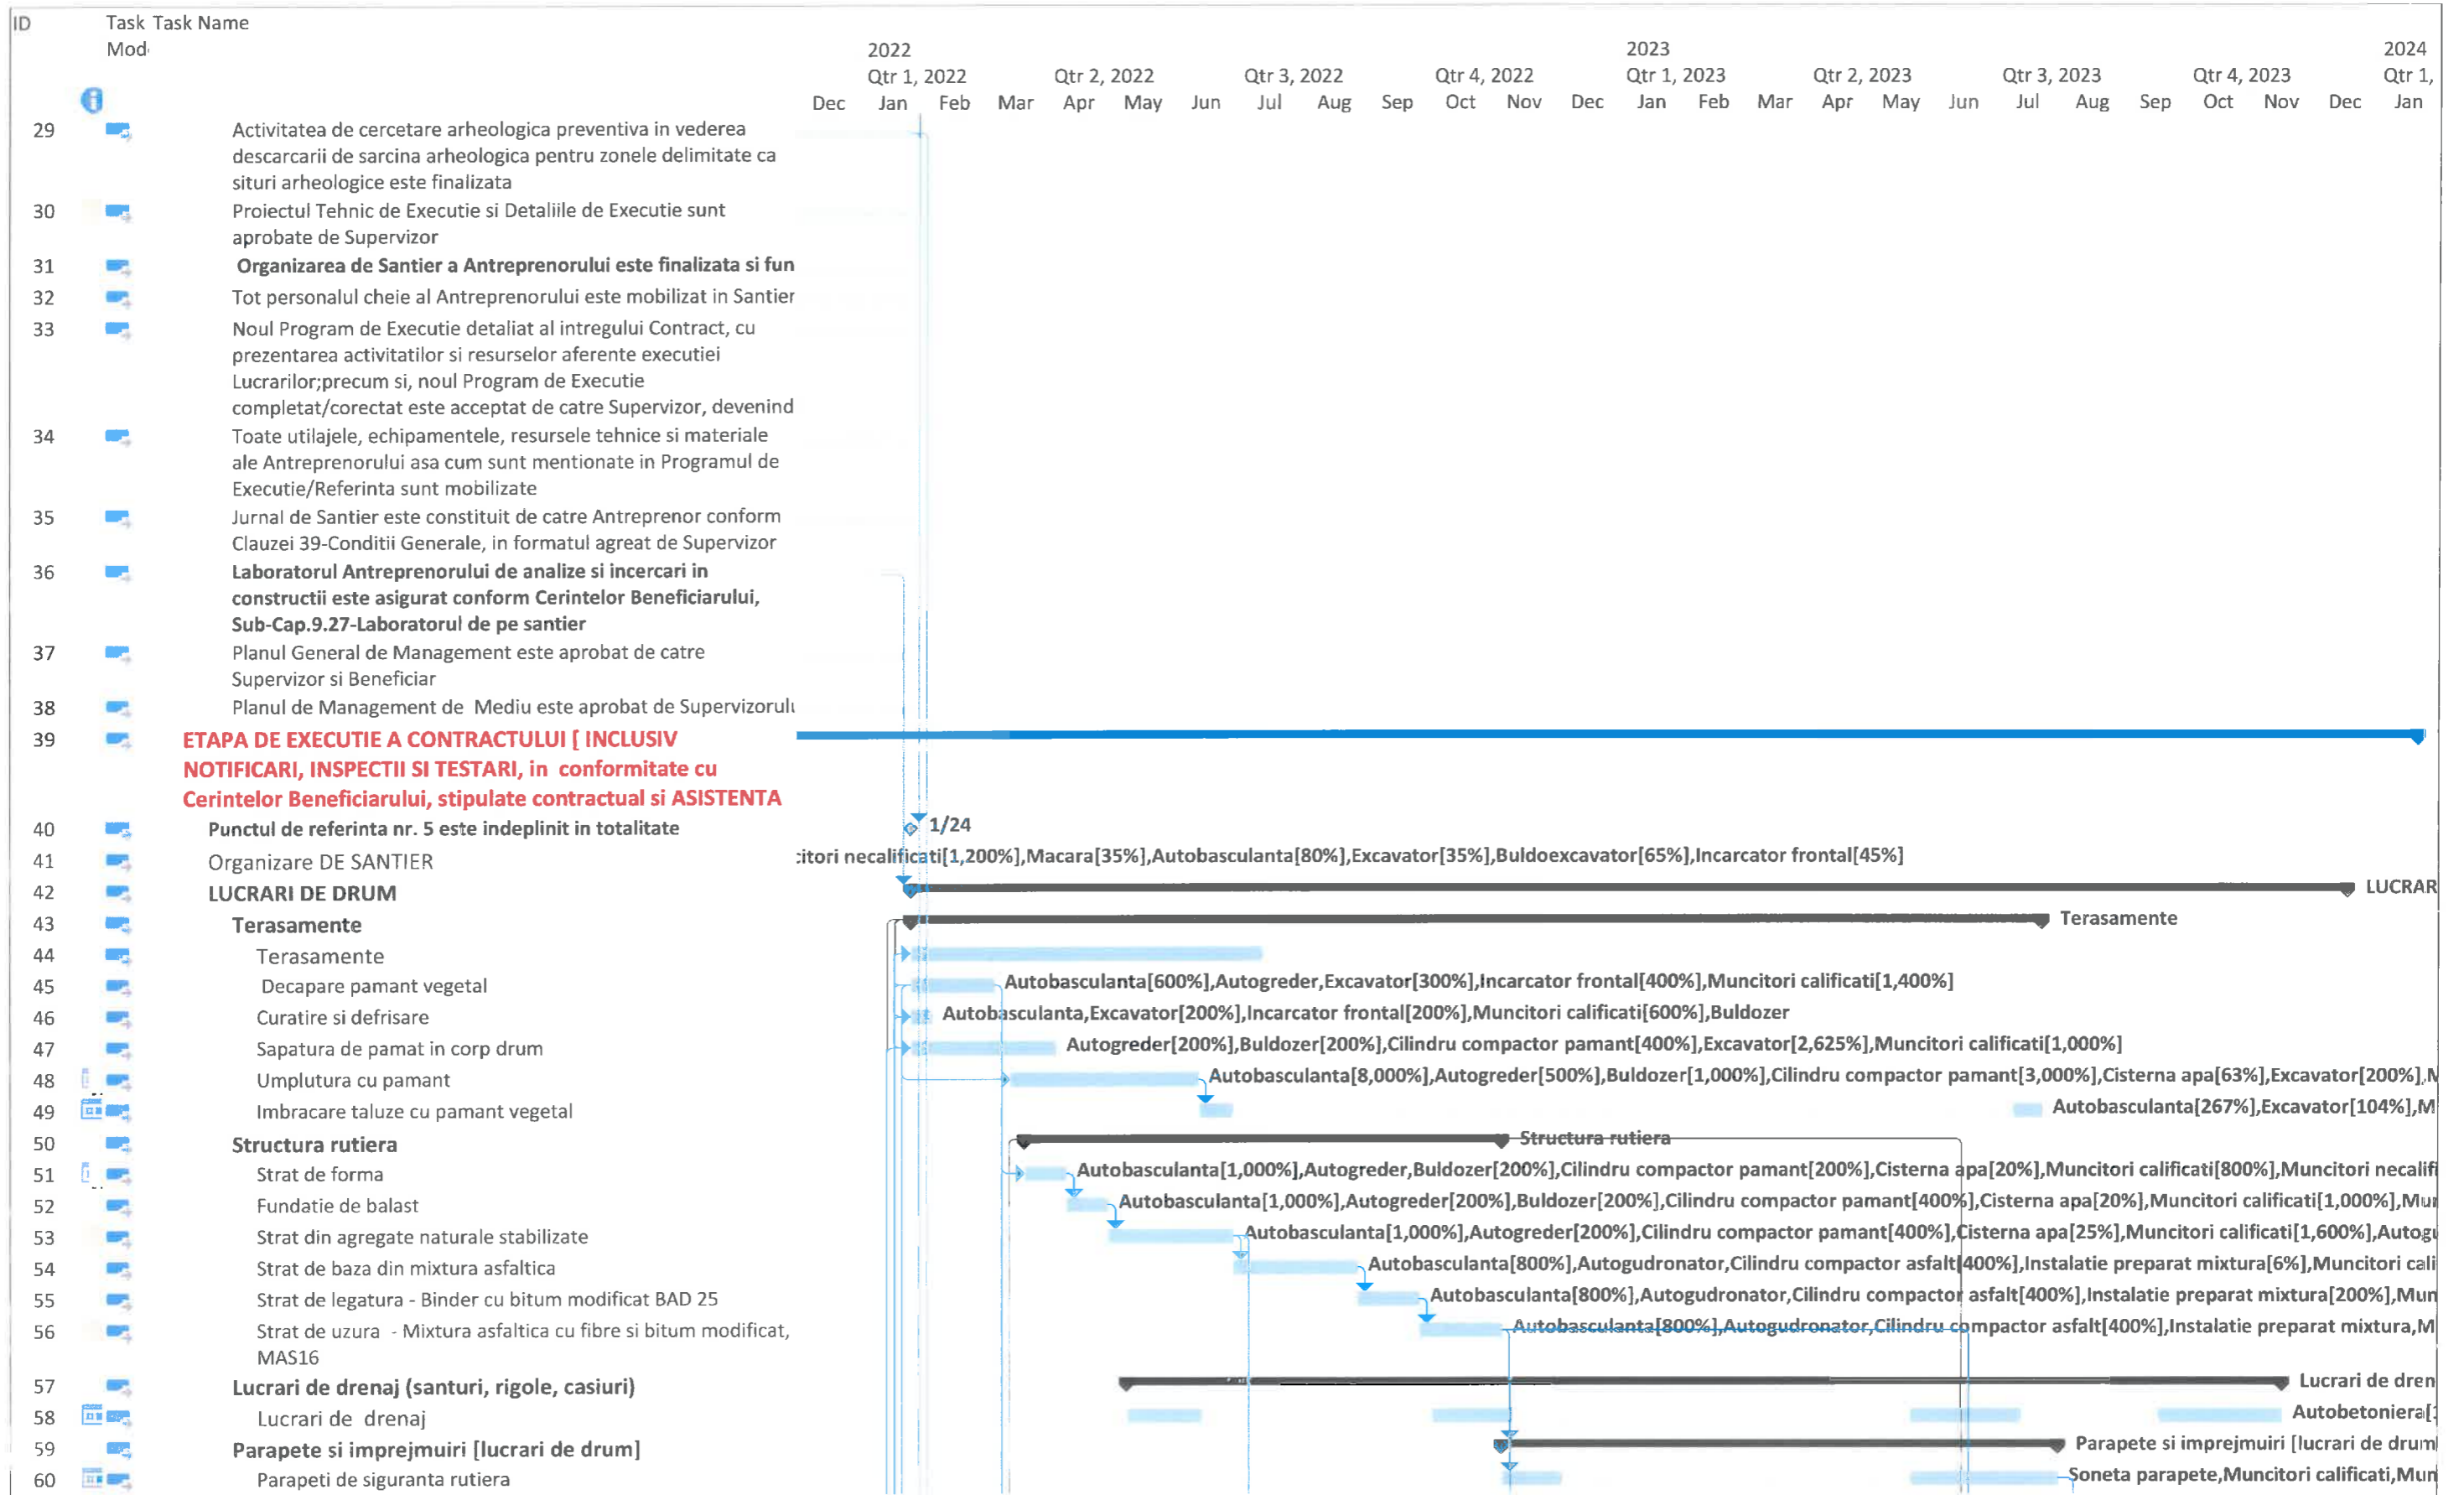 ID Task Task Name
Mod
2022 2023 2024
Qtr 1, 2022 Qtr 2, 2022 Qtr 3, 2022 Qtr 4, 2022 Qtr 1, 2023 Qtr 2, 2023 Qtr 3, 2023 Qtr 4, 2023 Qtr 1,
Dec Jan Feb Mar Apr May Jun Jul Aug Sep Oct Nov Dec Jan Feb Mar Apr May Jun Jul Aug Sep Oct Nov Dec Jan
29 Activitatea de cercetare arheologica preventiva in vederea
descarcarii de sarcina arheologica pentru zonele delimitate ca
situri arheologice este finalizata
30 Proiectul Tehnic de Executie si Detaliile de Executie sunt
aprobate de Supervizor
31 Organizarea de Santier a Antreprenorului este finalizata si fun
32 Tot personalul cheie al Antreprenorului este mobilizat in Santier
33 Noul Program de Executie detaliat al intregului Contract, cu
prezentarea activitatilor si resurselor aferente executiei
Lucrarilor;precum si, noul Program de Executie
completat/corectat este acceptat de catre Supervizor, devenind
34 Toate utilajele, echipamentele, resursele tehnice si materiale
ale Antreprenorului asa cum sunt mentionate in Programul de
Executie/Referinta sunt mobilizate
35 Jurnal de Santier este constituit de catre Antreprenor conform
Clauzei 39-Conditii Generale, in formatul agreat de Supervizor
36 Laboratorul Antreprenorului de analize si incercari in
constructii este asigurat conform Cerintelor Beneficiarului,
Sub-Cap.9.27-Laboratorul de pe santier
37 Planul General de Management este aprobat de catre
Supervizor si Beneficiar
38 Planul de Management de Mediu este aprobat de Supervizorul
39 ETAPA DE EXECUTIE A CONTRACTULUI [ INCLUSIV
NOTIFICARI, INSPECTII SI TESTARI, in conformitate cu
Cerintelor Beneficiarului, stipulate contractual si ASISTENTA
40 Punctul de referinta nr. 5 este indeplinit in totalitate 1/24
41 Organizare DE SANTIER citori necalificati[1,200%],Macara[35%],Autobasculanta[80%],Excavator[35%],Buldoexcavator[65%],Incarcator frontal[45%]
42 LUCRARI DE DRUM LUCRAR
43 Terasamente Terasamente
44 Terasamente
45 Decapare pamant vegetal Autobasculanta[600%],Autogreder,Excavator[300%],Incarcator frontal[400%],Muncitori calificati[1,400%]
46 Curatire si defrisare Autobasculanta,Excavator[200%],Incarcator frontal[200%],Muncitori calificati[600%],Buldozer
47 Sapatura de pamat in corp drum Autogreder[200%],Buldozer[200%],Cilindru compactor pamant[400%],Excavator[2,625%],Muncitori calificati[1,000%]
48 Umplutura cu pamant Autobasculanta[8,000%],Autogreder[500%],Buldozer[1,000%],Cilindru compactor pamant[3,000%],Cisterna apa[63%],Excavator[200%],M
49 Imbracare taluze cu pamant vegetal Autobasculanta[267%],Excavator[104%],M
50 Structura rutiera Structura rutiera
51 Strat de forma Autobasculanta[1,000%],Autogreder,Buldozer[200%],Cilindru compactor pamant[200%],Cisterna apa[20%],Muncitori calificati[800%],Muncitori necalifi
52 Fundatie de balast Autobasculanta[1,000%],Autogreder[200%],Buldozer[200%],Cilindru compactor pamant[400%],Cisterna apa[20%],Muncitori calificati[1,000%],Mu
53 Strat din agregate naturale stabilizate Autobasculanta[1,000%],Autogreder[200%],Cilindru compactor pamant[400%],Cisterna apa[25%],Muncitori calificati[1,600%],Autog
54 Strat de baza din mixtura asfaltica Autobasculanta[800%],Autogudronator,Cilindru compactor asfalt[400%],Instalatie preparat mixtura[6%],Muncitori cali
55 Strat de legatura - Binder cu bitum modificat BAD 25 Autobasculanta[800%],Autogudronator,Cilindru compactor asfalt[400%],Instalatie preparat mixtura[200%],Mun
56 Strat de uzura - Mixtura asfaltica cu fibre si bitum modificat, Autobasculanta[800%],Autogudronator,Cilindru compactor asfalt[400%],Instalatie preparat mixtura,M
MAS16
57 Lucrari de drenaj (santuri, rigole, casiuri) Lucrari de dren
58 Lucrari de drenaj Autobetoniera[
59 Parapete si imprejmuiri [lucrari de drum] Parapete si imprejmuiri [lucrari de drum
60 Parapeti de siguranta rutiera Soneta parapete,Muncitori calificati,Mun